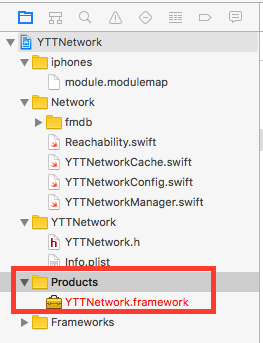 YTTNetwork
iphones
module.modulemap
Network
fmdb
Reachability.swift
YTTNetworkCache.swift
YTTNetworkConfig.swift
YTTNetworkManager.swift
YTTNetwork
YTTNetwork.h
Info.plist
Products
YTTNetwork.framework
Frameworks